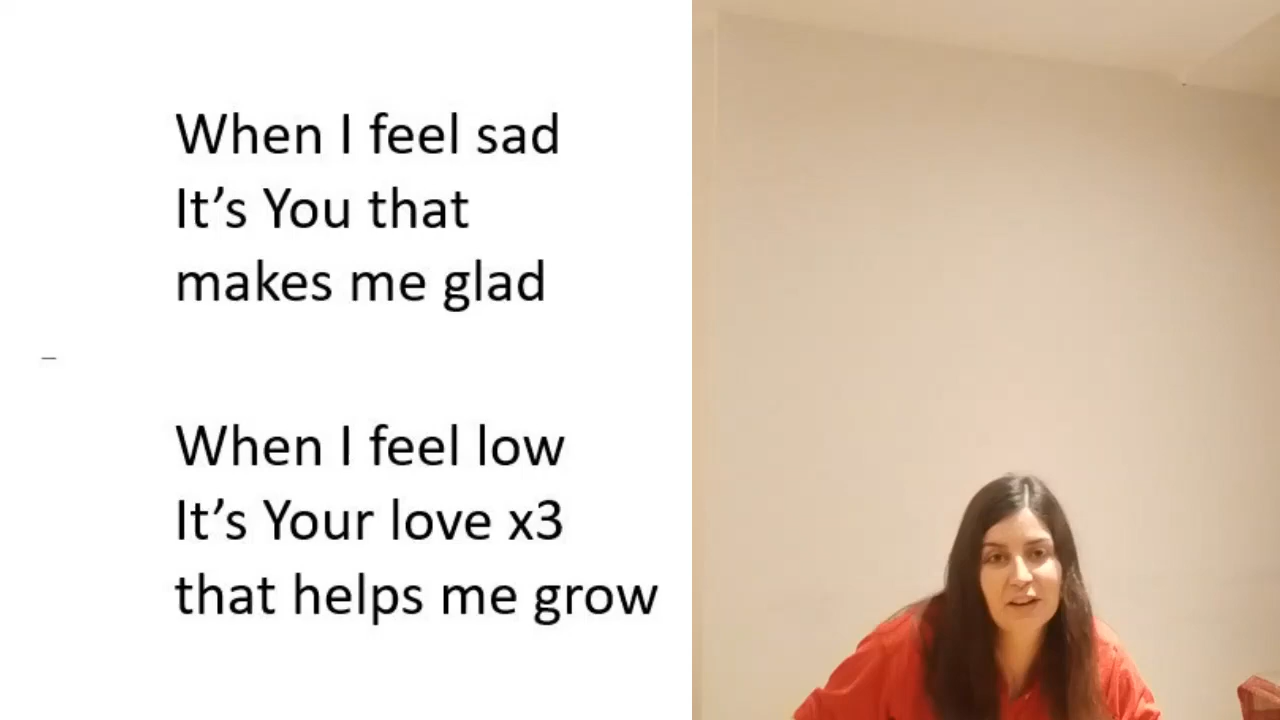 When I feel sad
It’s You that
makes me glad
When I feel low
It’s Your love x3
that helps me grow